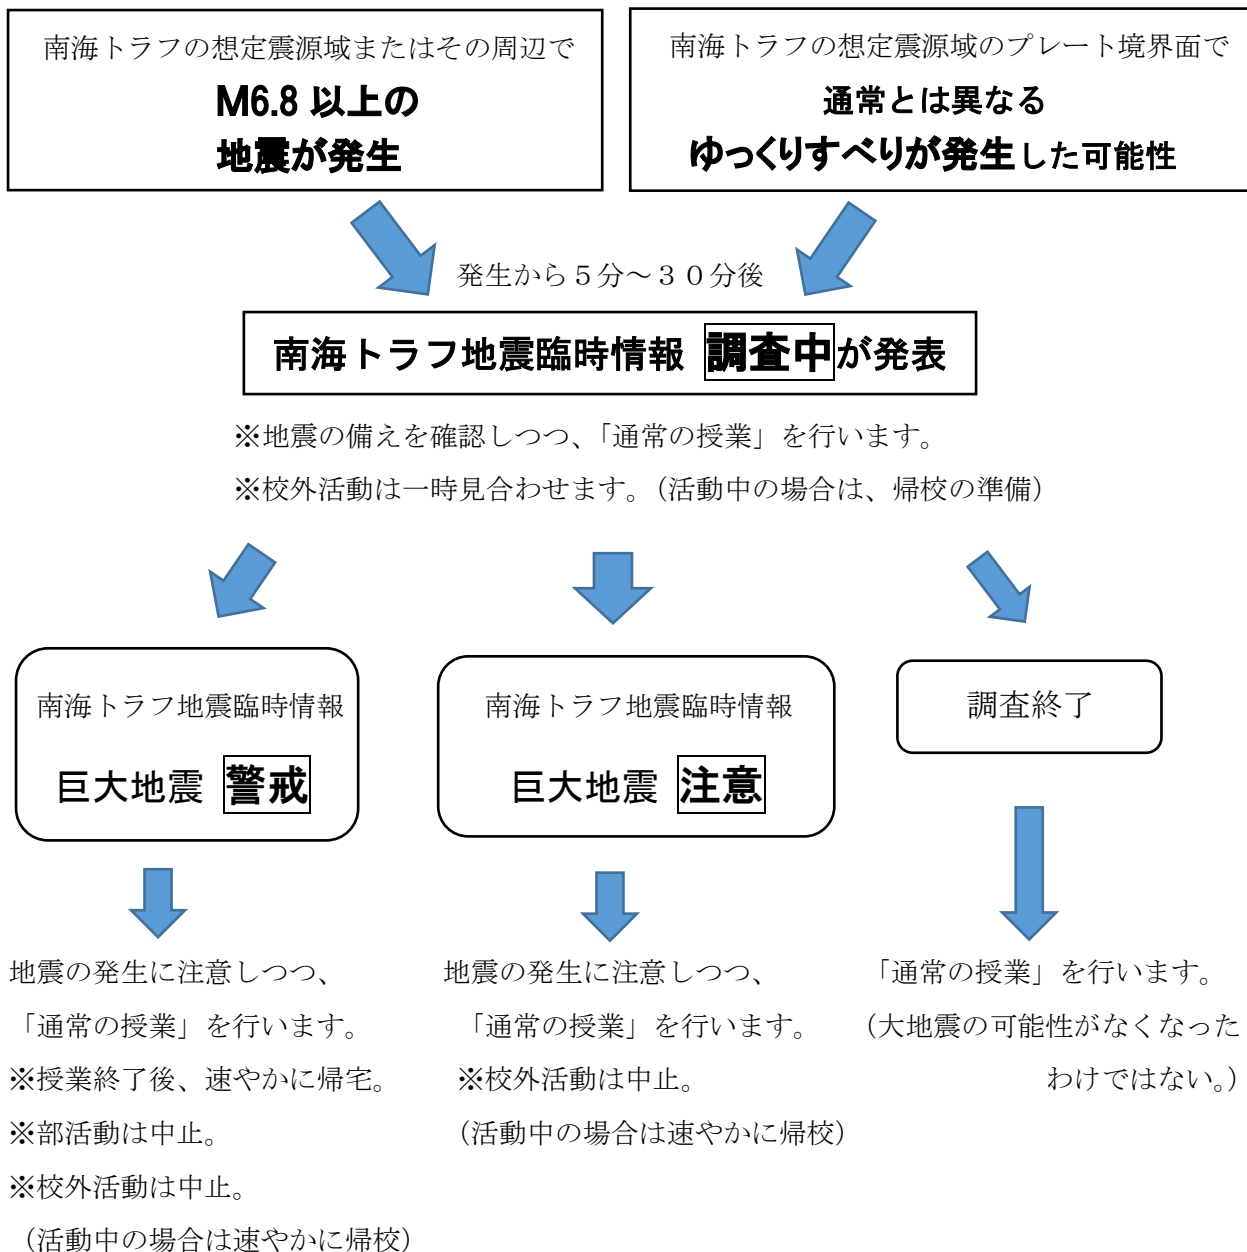 南海トラフの想定震源域またはその周辺で
M6.8 以上の
地震が発生
南海トラフの想定震源域のプレート境界面で
通常とは異なる
ゆっくりすべりが発生した可能性
発生から５分～３０分後
南海トラフ地震臨時情報 調査中が発表
※地震の備えを確認しつつ、「通常の授業」を行います。
※校外活動は一時見合わせます。（活動中の場合は、帰校の準備）
南海トラフ地震臨時情報
巨大地震 警戒
南海トラフ地震臨時情報
巨大地震 注意
調査終了
地震の発生に注意しつつ、
「通常の授業」を行います。
※授業終了後、速やかに帰宅。
※部活動は中止。
※校外活動は中止。
（活動中の場合は速やかに帰校）
地震の発生に注意しつつ、
「通常の授業」を行います。
※校外活動は中止。
（活動中の場合は速やかに帰校）
「通常の授業」を行います。
（大地震の可能性がなくなった
わけではない。）